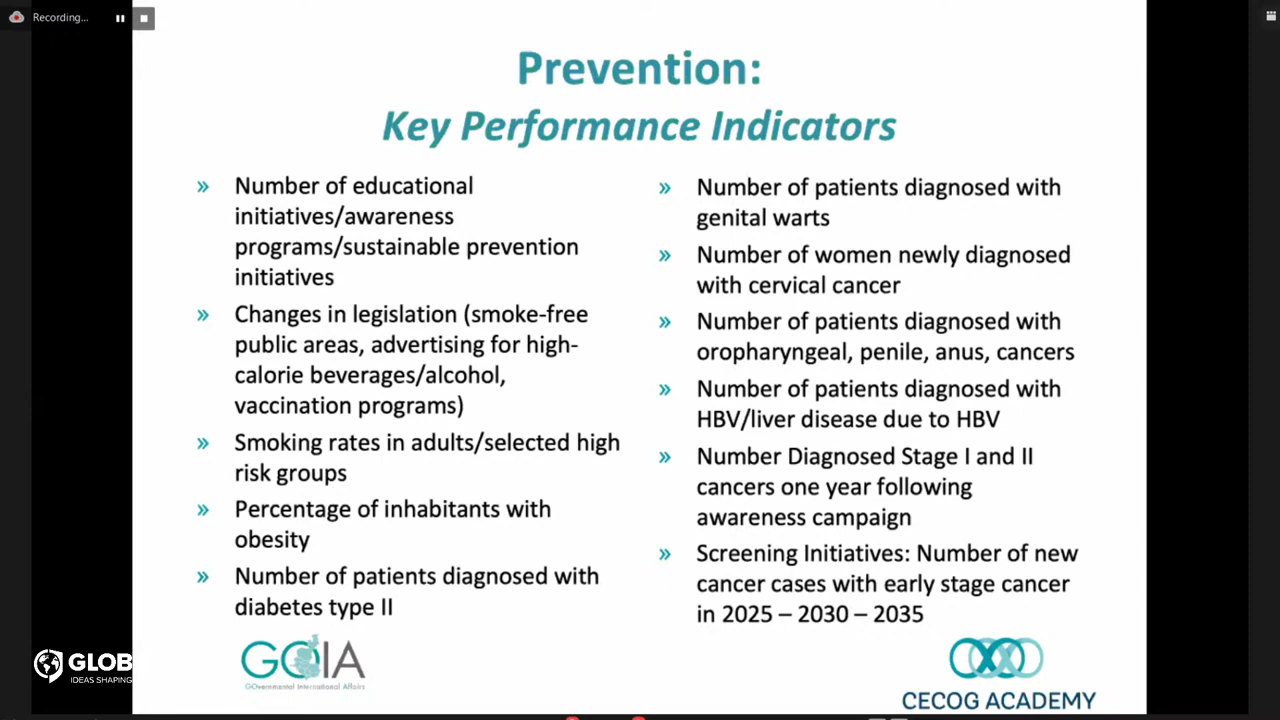 Recording...
Prevention:
Key Performance Indicators
» Number of educational
initiatives/awareness
programs/sustainable prevention
initiatives
» Changes in legislation (smoke-free
public areas, advertising for high-
calorie beverages/alcohol,
vaccination programs)
» Smoking rates in adults/selected high
risk groups
» Percentage of inhabitants with
obesity
» Number of patients diagnosed with
diabetes type II
» Number of patients diagnosed with
genital warts
» Number of women newly diagnosed
with cervical cancer
» Number of patients diagnosed with
oropharyngeal, penile, anus, cancers
» Number of patients diagnosed with
HBV/liver disease due to HBV
» Number Diagnosed Stage I and II
cancers one year following
awareness campaign
» Screening Initiatives: Number of new
cancer cases with early stage cancer
in 2025 – 2030 – 2035
GLOB
IDEAS SHAPING
GOIA
GOvernmental International Affairs
CECOG ACADEMY